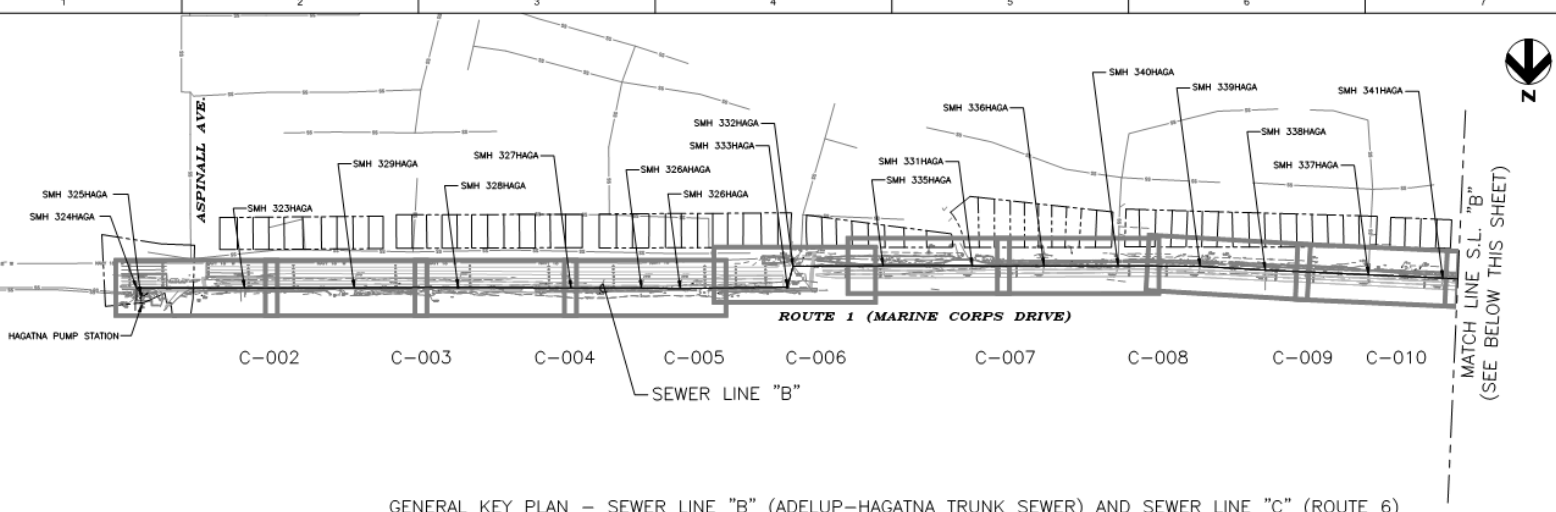 1 2 3 4 5 6 7
N
ASPINALL AVE.
SMH 325HAGA
SMH 324HAGA
SMH 323HAGA
SMH 329HAGA
SMH 328HAGA
SMH 327HAGA
SMH 326AHAGA
SMH 326HAGA
SMH 332HAGA
SMH 333HAGA
SMH 331HAGA
SMH 335HAGA
SMH 336HAGA
SMH 340HAGA
SMH 339HAGA
SMH 338HAGA
SMH 337HAGA
SMH 341HAGA
HAGATNA PUMP STATION
ROUTE 1 (MARINE CORPS DRIVE)
C-002 C-003 C-004 C-005 C-006 C-007 C-008 C-009 C-010
SEWER LINE "B"
MATCH LINE S.L. "B"
(SEE BELOW THIS SHEET)
GENERAL KEY PLAN – SEWER LINE "B" (ADELUP-HAGATNA TRUNK SEWER) AND SEWER LINE "C" (ROUTE 6)